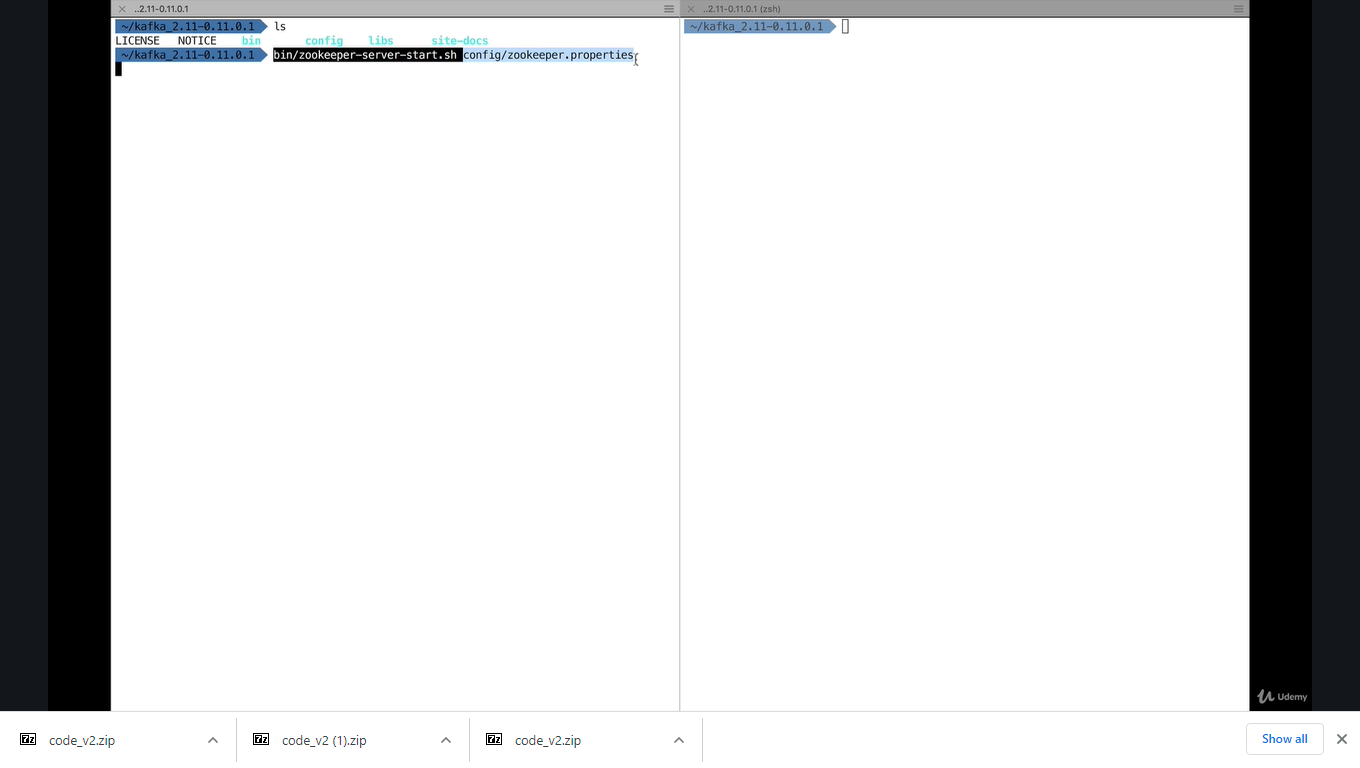 ..2.11-0.11.0.1
~/kafka_2.11-0.11.0.1 ls
LICENSE NOTICE bin config libs site-docs
~/kafka_2.11-0.11.0.1 bin/zookeeper-server-start.sh config/zookeeper.properties
..2.11-0.11.0.1 (zsh)
~/kafka_2.11-0.11.0.1
Udemy
7z code_v2.zip
7z code_v2 (1).zip
7z code_v2.zip
Show all